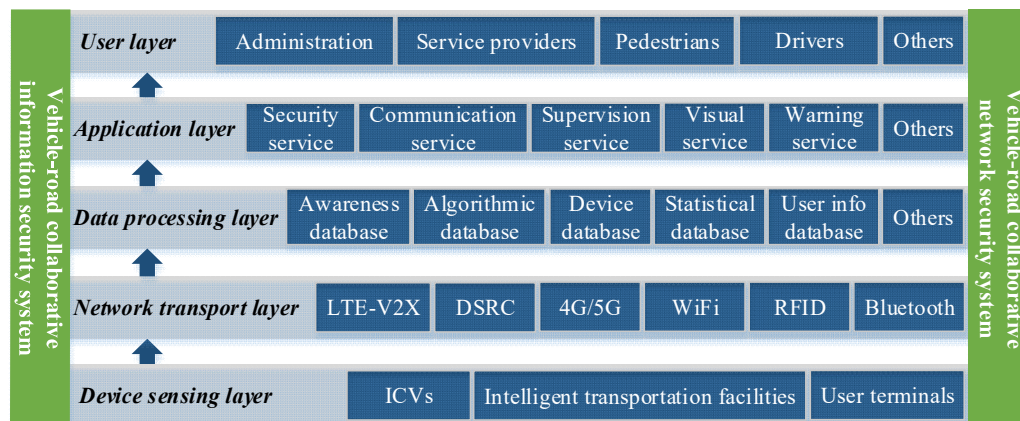 Vehicle-road collaborative
information security system
User layer
Administration
Service providers
Pedestrians
Drivers
Others
Application layer
Security
service
Communication
service
Supervision
service
Visual
service
Warning
service
Others
Data processing layer
Awareness
database
Algorithmic
database
Device
database
Statistical
database
User info
database
Others
Network transport layer
LTE-V2X
DSRC
4G/5G
WiFi
RFID
Bluetooth
Device sensing layer
ICVs
Intelligent transportation facilities
User terminals
Vehicle-road collaborative
network security system